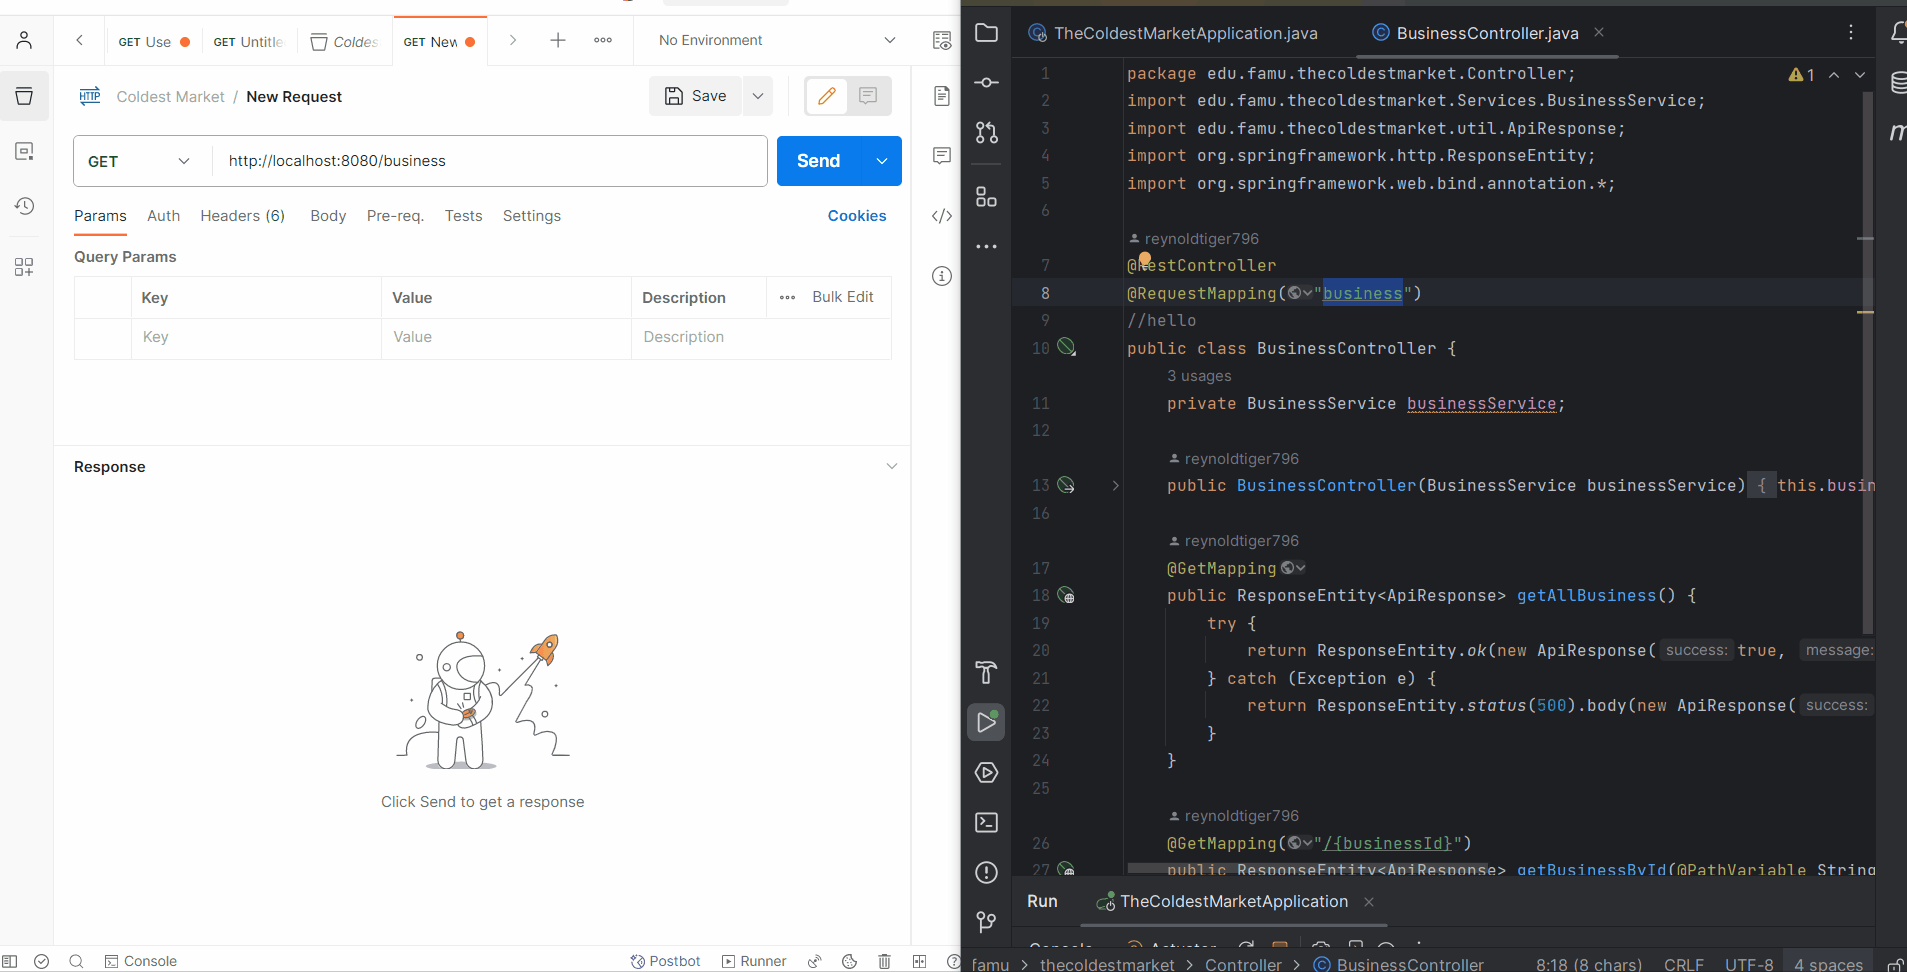 GET Use
GET Untitle
Coldes
GET New
No Environment
HTTP
Coldest Market / New Request
Save
GET
http://localhost:8080/business
Send
Params
Auth
Headers (6)
Body
Pre-req.
Tests
Settings
Cookies
Query Params
Key
Value
Description
Bulk Edit
Key
Value
Description
Response
Click Send to get a response
Console
Postbot
Runner
TheColdestMarketApplication.java
BusinessController.java
1 package edu.famu.thecoldestmarket.Controller;
1
2 import edu.famu.thecoldestmarket.Services.BusinessService;
3 import edu.famu.thecoldestmarket.util.ApiResponse;
4 import org.springframework.http.ResponseEntity;
5 import org.springframework.web.bind.annotation.*;
6
reynoldtiger796
7 @RestController
8 @RequestMapping("business")
9 //hello
10 public class BusinessController {
3 usages
11 private BusinessService businessService;
12
reynoldtiger796
13 public BusinessController(BusinessService businessService) { this.busin
16
reynoldtiger796
17 @GetMapping
18 public ResponseEntity<ApiResponse> getAllBusiness() {
19 try {
20 return ResponseEntity.ok(new ApiResponse( success: true, message:
21 } catch (Exception e) {
22 return ResponseEntity.status(500).body(new ApiResponse( success:
23 }
24 }
25
reynoldtiger796
26 @GetMapping("/{businessId}")
27 public ResponseEntity<ApiResponse> getBusinessById(@PathVariable String
Run
TheColdestMarketApplication
Console
Actuator
famu > thecoldestmarket > Controller > BusinessController
8:18 (8 chars)
CRLF
UTF-8
4 spaces